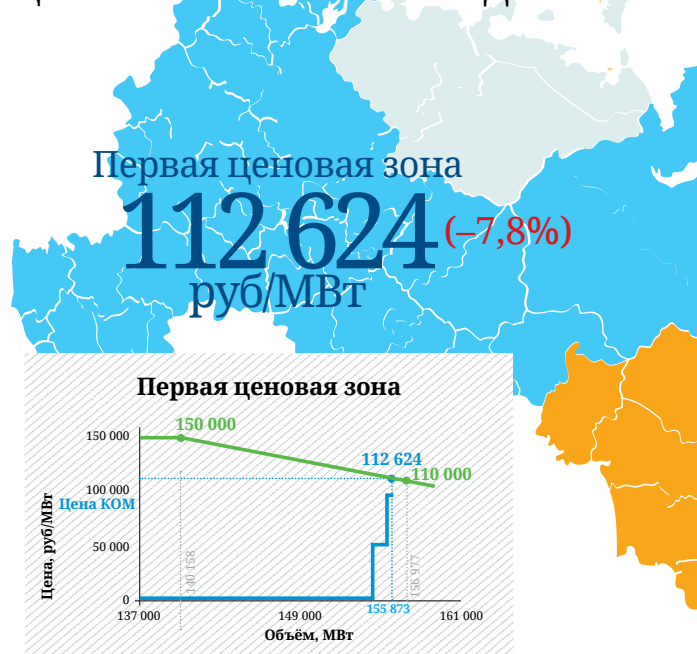 Первая ценовая зона
112 624 (–7,8%)
руб/МВт
Первая ценовая зона
150 000
150 000
112 624
110 000
100 000
Цена КОМ
50 000
Цена, руб/МВт
140 158
156 977
0
137 000
149 000
155 873
161 000
Объём, МВт